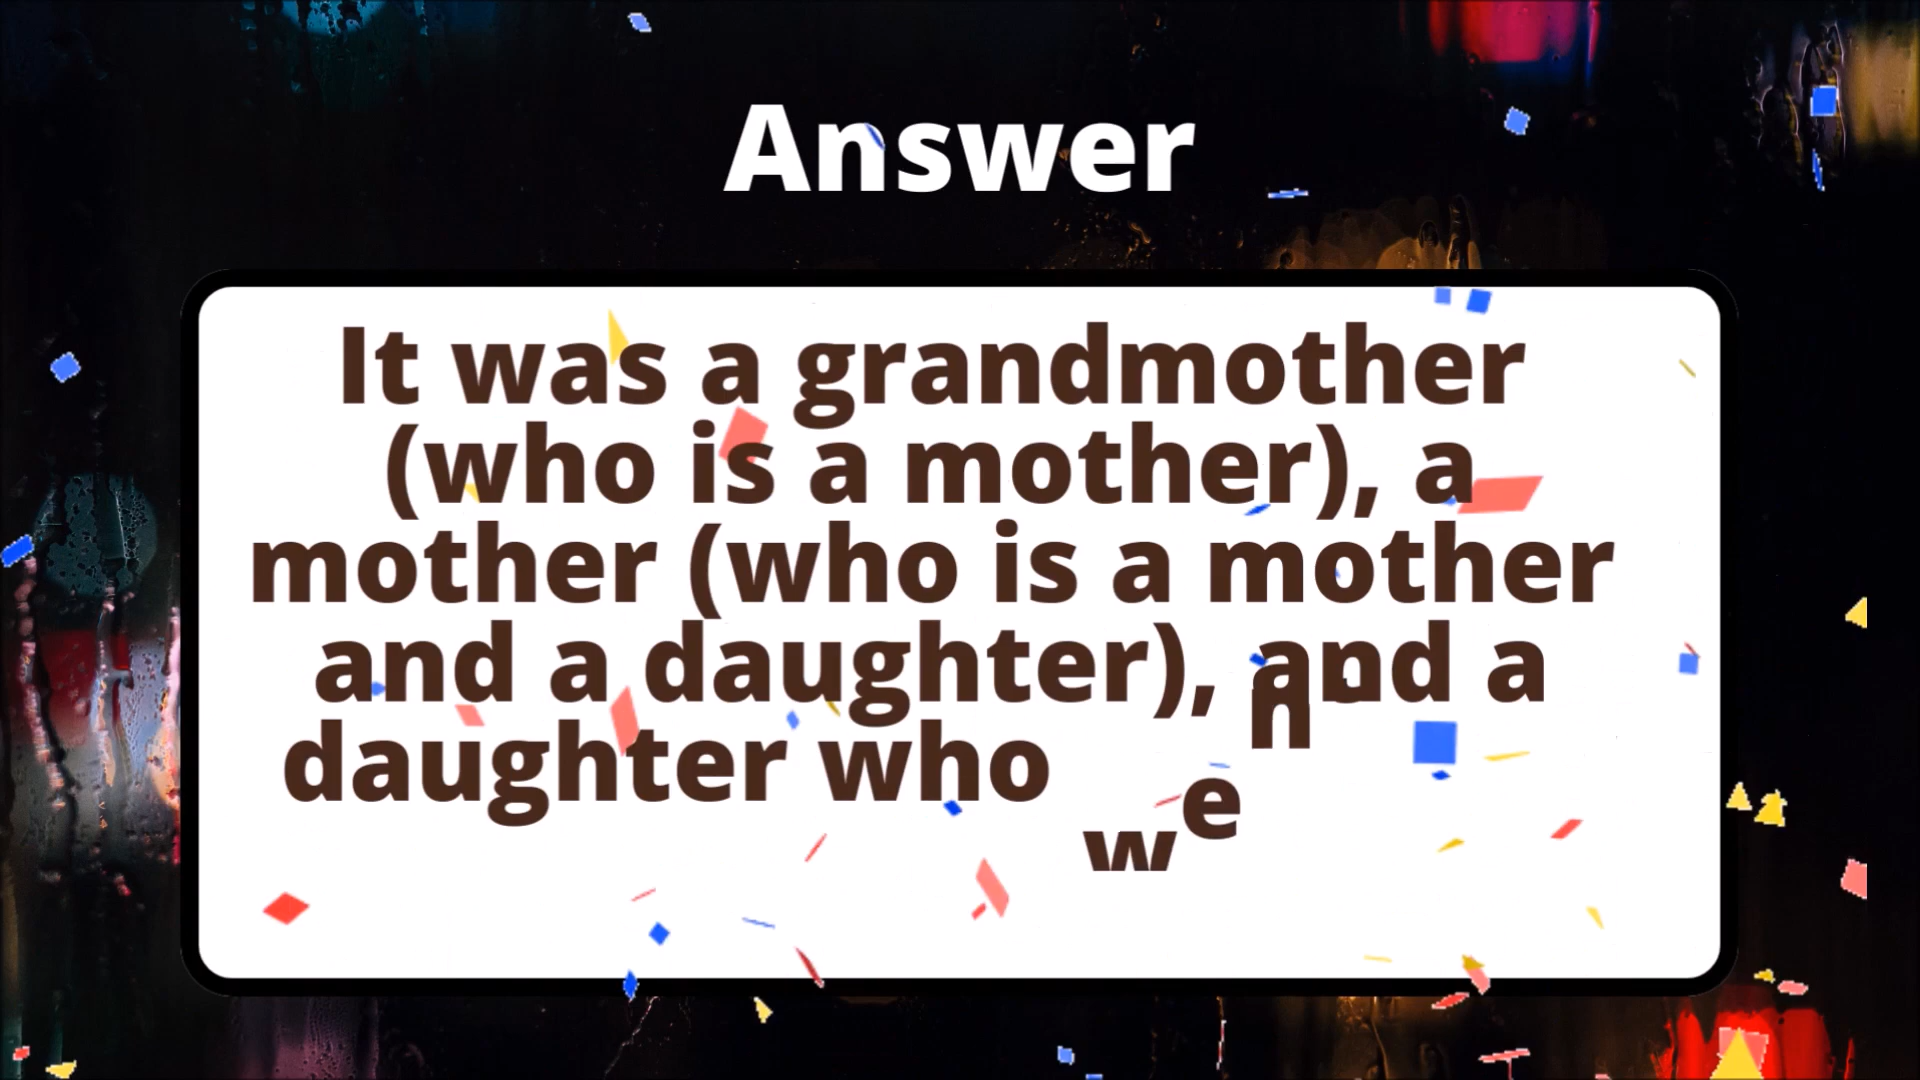 Answer
It was a grandmother
(who is a mother), a
mother (who is a mother
and a daughter), and a
daughter who